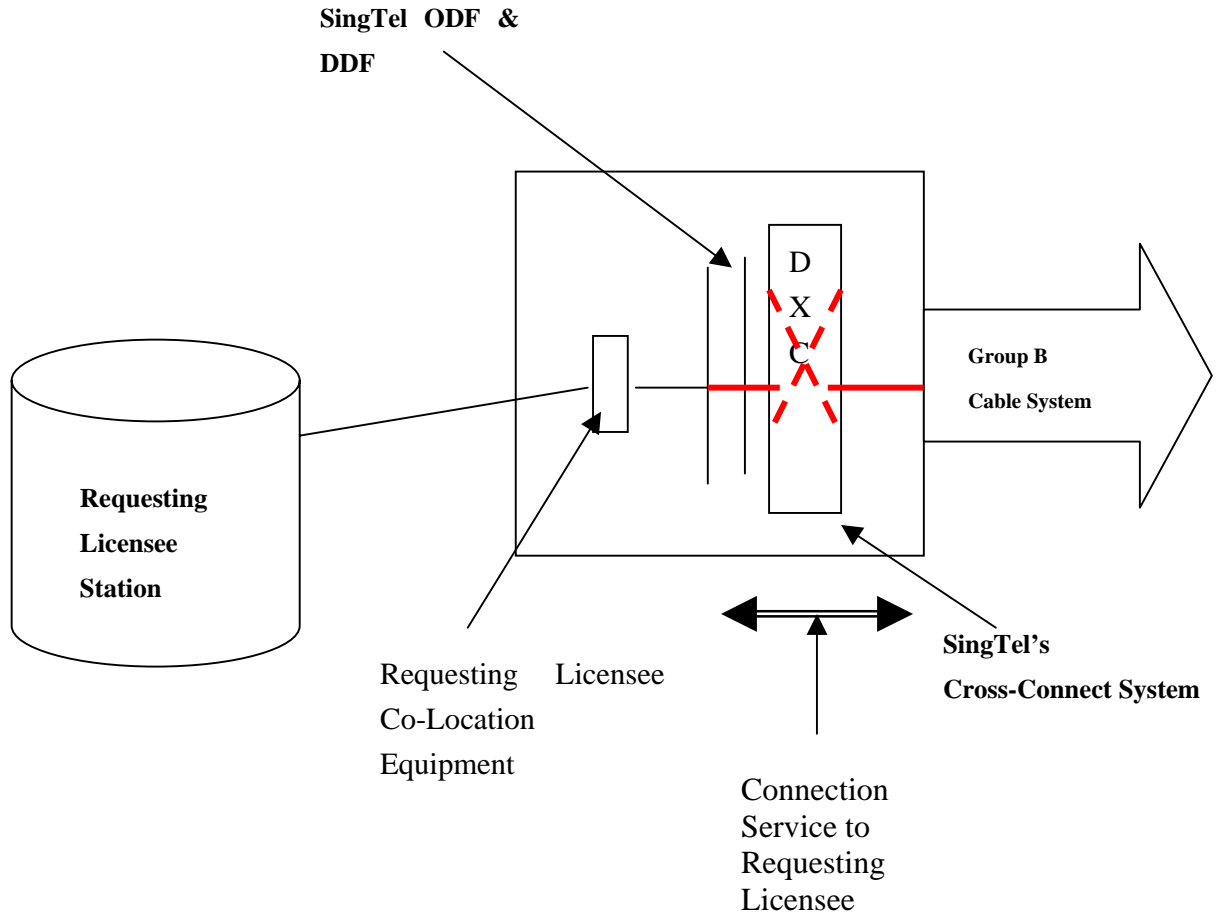 SingTel ODF &
DDF
D
X
C
Group B
Cable System
Requesting
Licensee
Station
SingTel's
Cross-Connect System
Requesting Licensee
Co-Location
Equipment
Connection
Service to
Requesting
Licensee